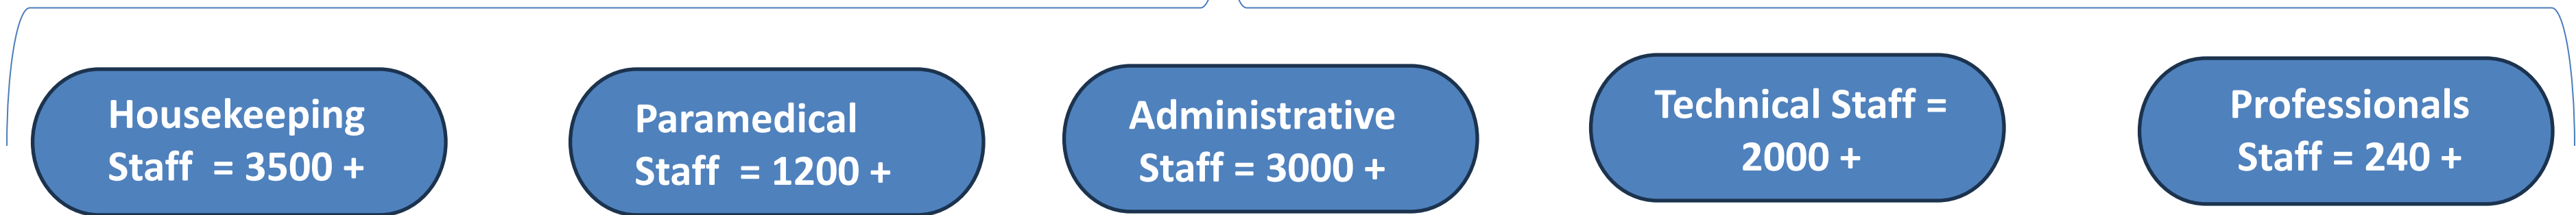 Housekeeping
Staff  = 3500 +
Paramedical
Staff  = 1200 +
Administrative
Staff = 3000 +
Technical Staff =
2000 +
Professionals
Staff = 240 +